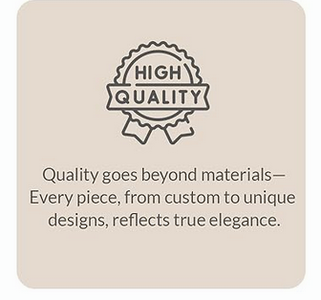 HIGH
QUALITY
Quality goes beyond materials—
Every piece, from custom to unique
designs, reflects true elegance.